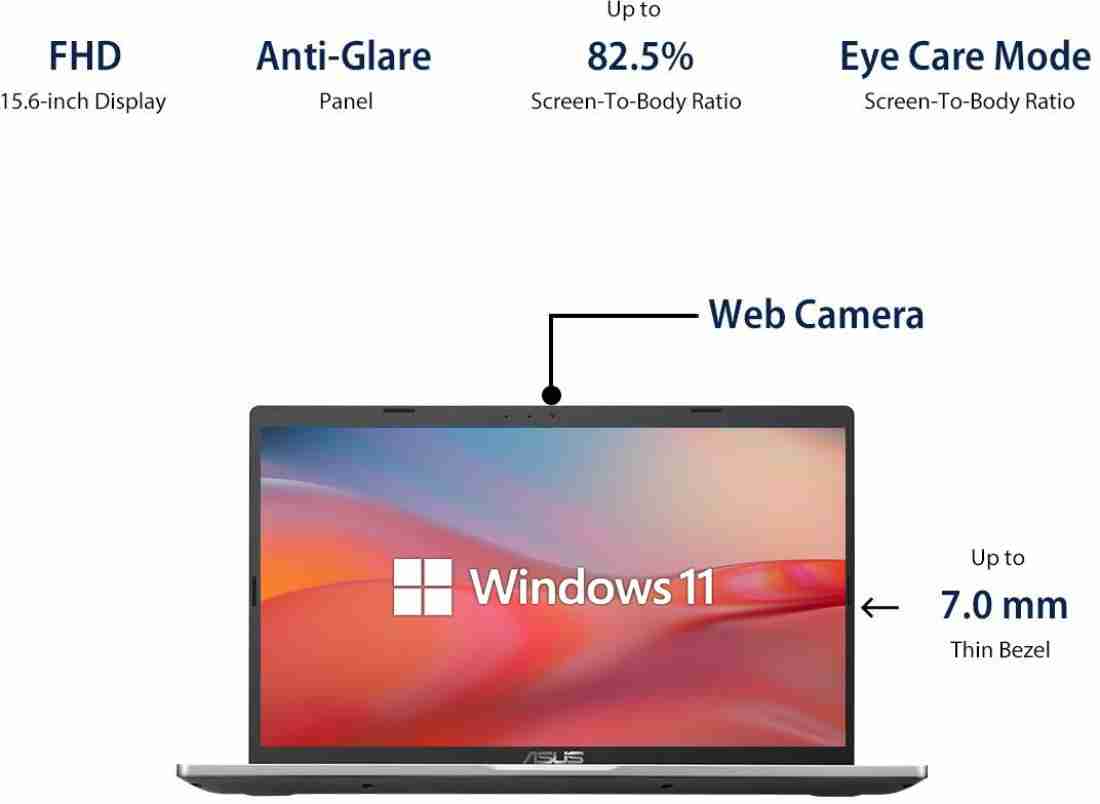 Up to
FHD Anti-Glare 82.5% Eye Care Mode
15.6-inch Display Panel Screen-To-Body Ratio Screen-To-Body Ratio
Web Camera
Windows 11
Up to
7.0 mm
Thin Bezel
ASUS